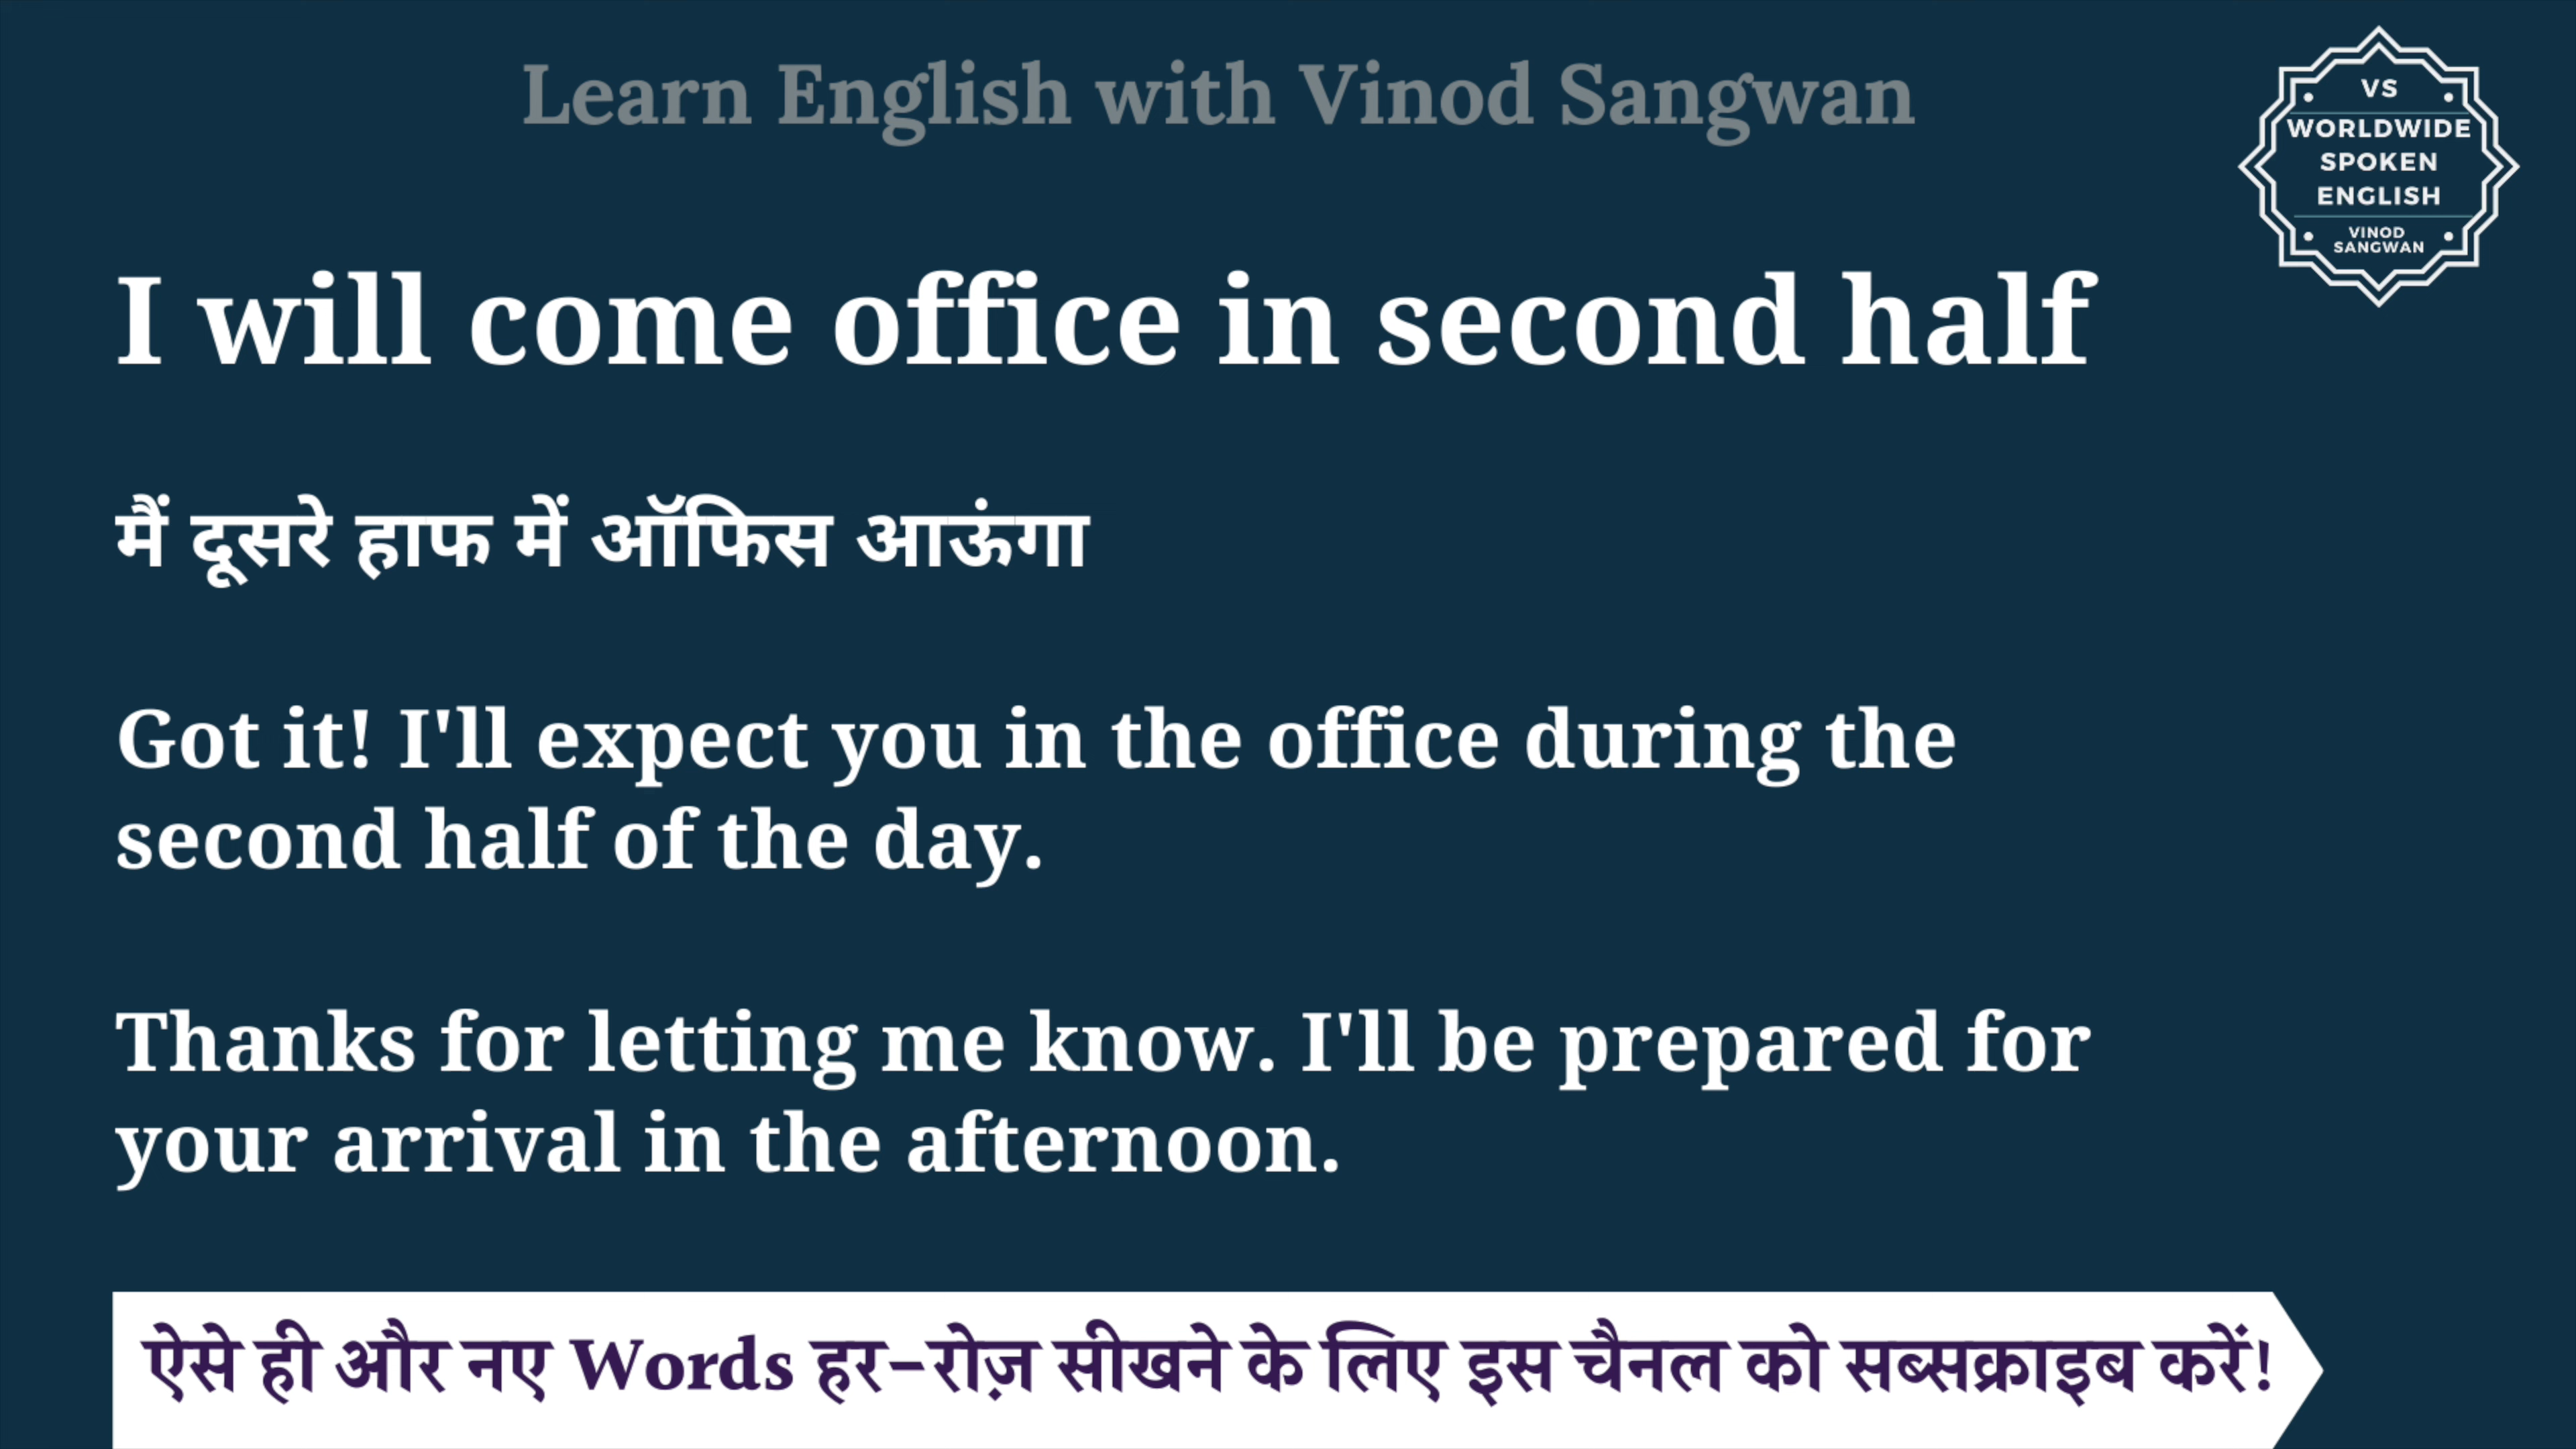 Learn English with Vinod Sangwan
VS
WORLDWIDE
SPOKEN
ENGLISH
VINOD
SANGWAN
I will come office in second half
मैं दूसरे हाफ में ऑफिस आऊंगा
Got it! I'll expect you in the office during the
second half of the day.
Thanks for letting me know. I'll be prepared for
your arrival in the afternoon.
ऐसे ही और नए Words हर-रोज़ सीखने के लिए इस चैनल को सब्सक्राइब करें!